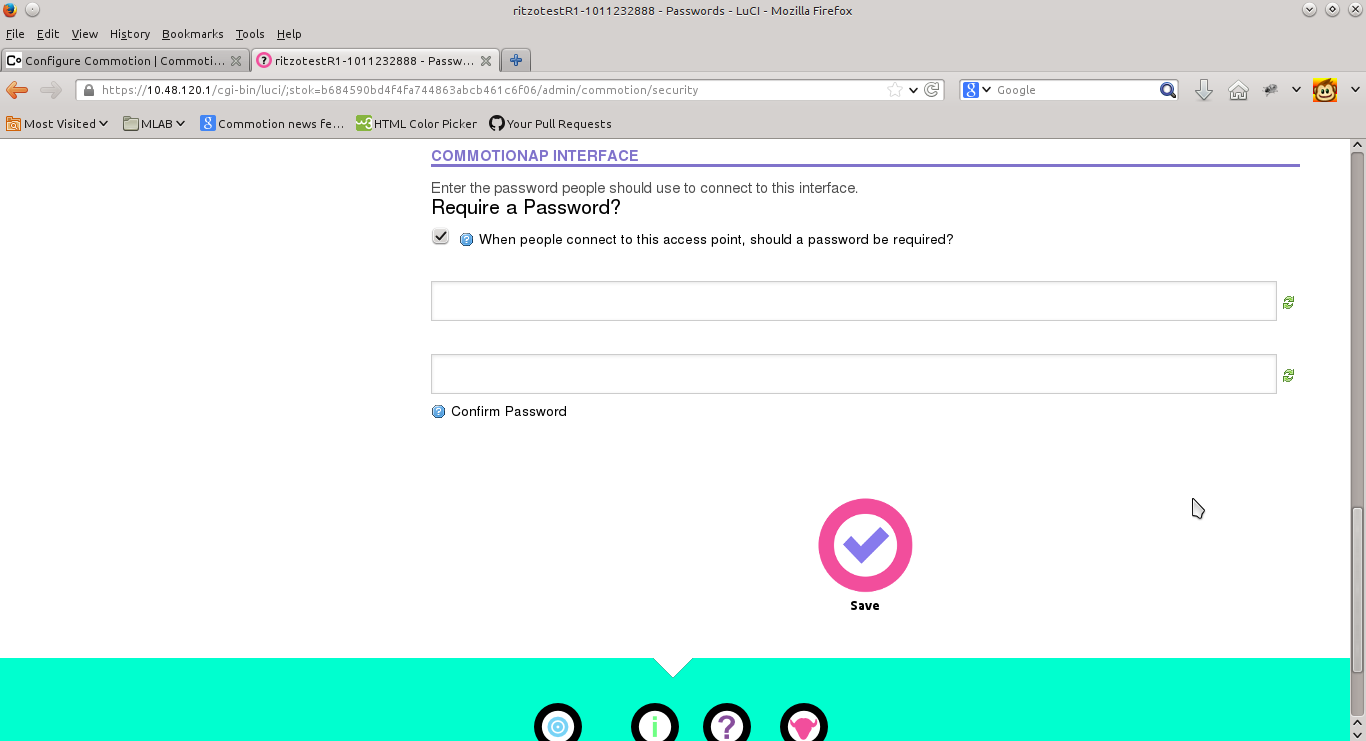 ritzotestR1-1011232888 - Passwords - LuCI - Mozilla Firefox
File Edit View History Bookmarks Tools Help
Configure Commotion | Commoti... ritzotestR1-1011232888 - Passw...
https://10.48.120.1/cgi-bin/luci/;stok=b684590bd4f4fa744863abcb461c6f06/admin/commotion/security Google
Most Visited MLAB Commotion news fe... HTML Color Picker Your Pull Requests
COMMOTIONAP INTERFACE
Enter the password people should use to connect to this interface.
Require a Password?
When people connect to this access point, should a password be required?
Confirm Password
Save